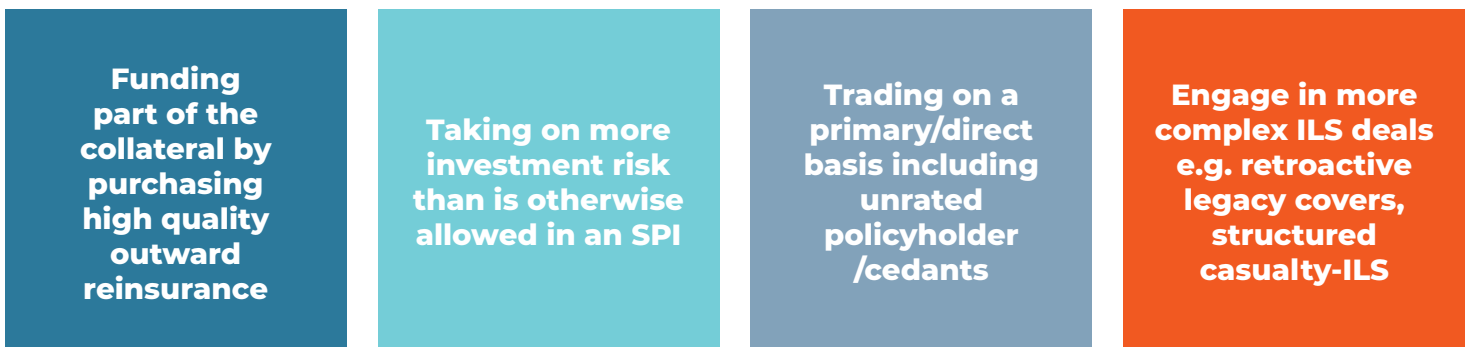 Funding
part of the
collateral by
purchasing
high quality
outward
reinsurance
Taking on more
investment risk
than is otherwise
allowed in an SPI
Trading on a
primary/direct
basis including
unrated
policyholder
/cedants
Engage in more
complex ILS deals
e.g. retroactive
legacy covers,
structured
casualty-ILS